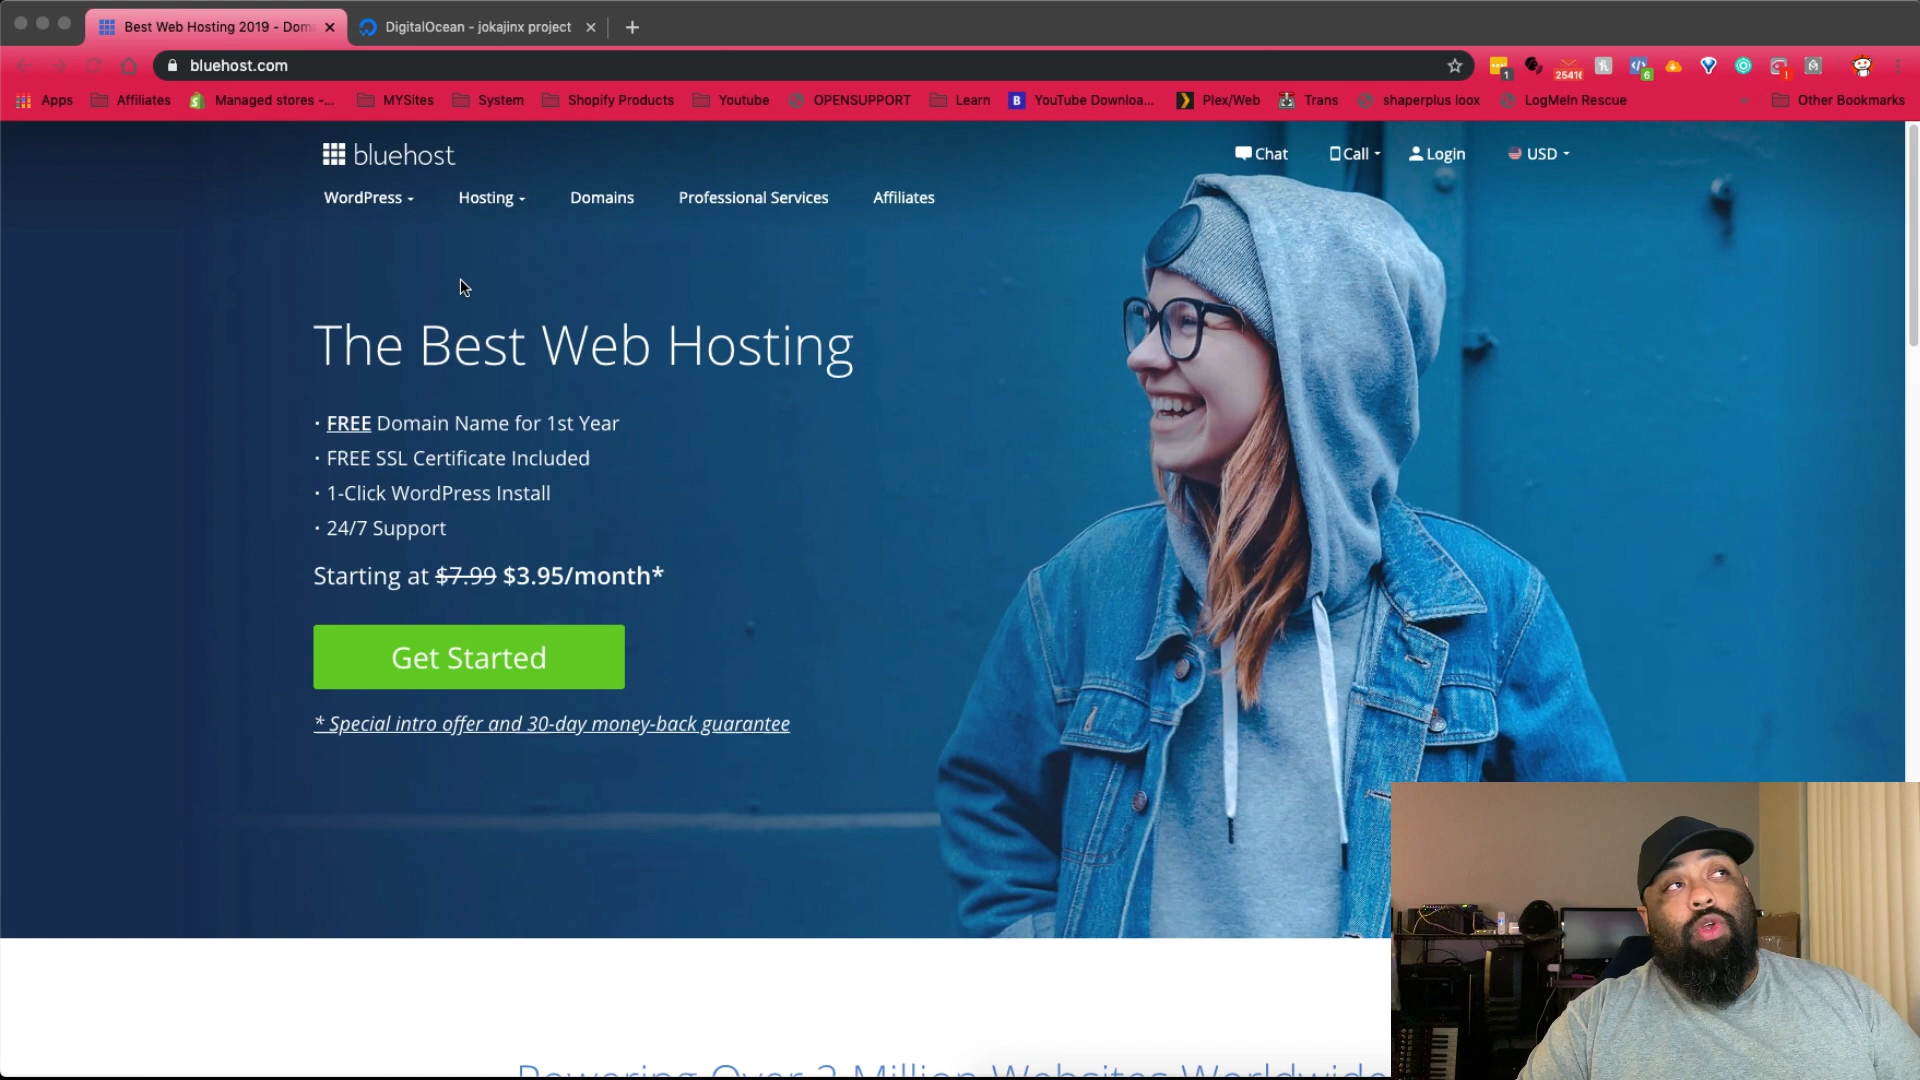 Best Web Hosting 2019 - Dom
DigitalOcean - jokajinx project
bluehost.com
1
25416
6
Apps
Affiliates
Managed stores -...
MYSites
System
Shopify Products
Youtube
OPENSUPPORT
Learn
B
YouTube Downloa...
Plex/Web
Trans
shaperplus loox
LogMeIn Rescue
Other Bookmarks
bluehost
Chat
Call
Login
USD
WordPress
Hosting
Domains
Professional Services
Affiliates
The Best Web Hosting
· FREE Domain Name for 1st Year
· FREE SSL Certificate Included
· 1-Click WordPress Install
· 24/7 Support
Starting at $7.99 $3.95/month*
Get Started
* Special intro offer and 30-day money-back guarantee
Powering Over 2 Million Websites Worldwide